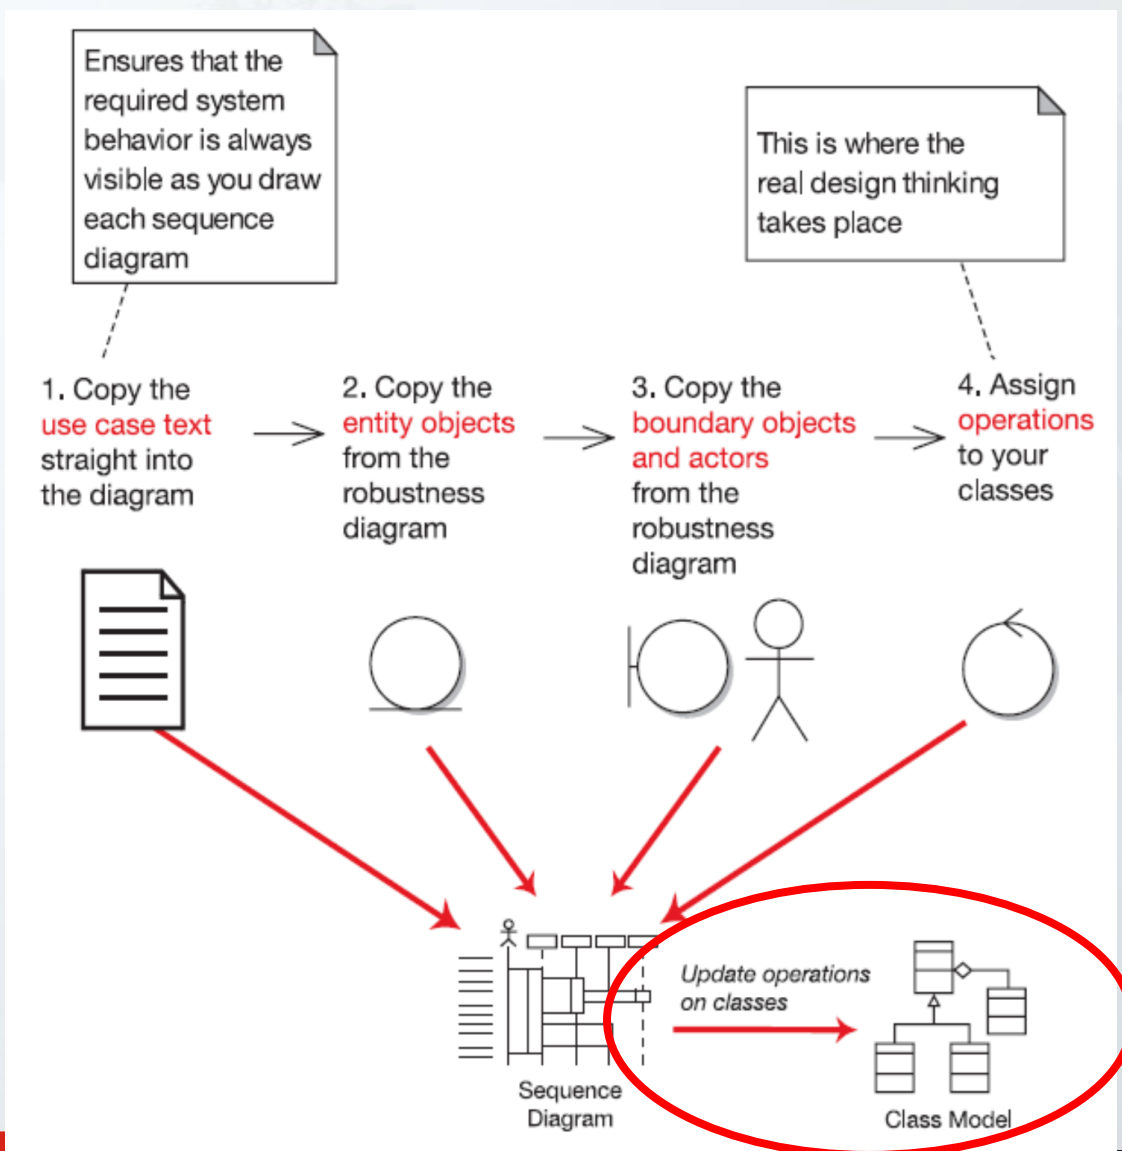 Ensures that the
required system
behavior is always
visible as you draw
each sequence
diagram
This is where the
real design thinking
takes place
1. Copy the
use case text
straight into
the diagram
2. Copy the
entity objects
from the
robustness
diagram
3. Copy the
boundary objects
and actors
from the
robustness
diagram
4. Assign
operations
to your
classes
Update operations
on classes
Sequence
Diagram
Class Model